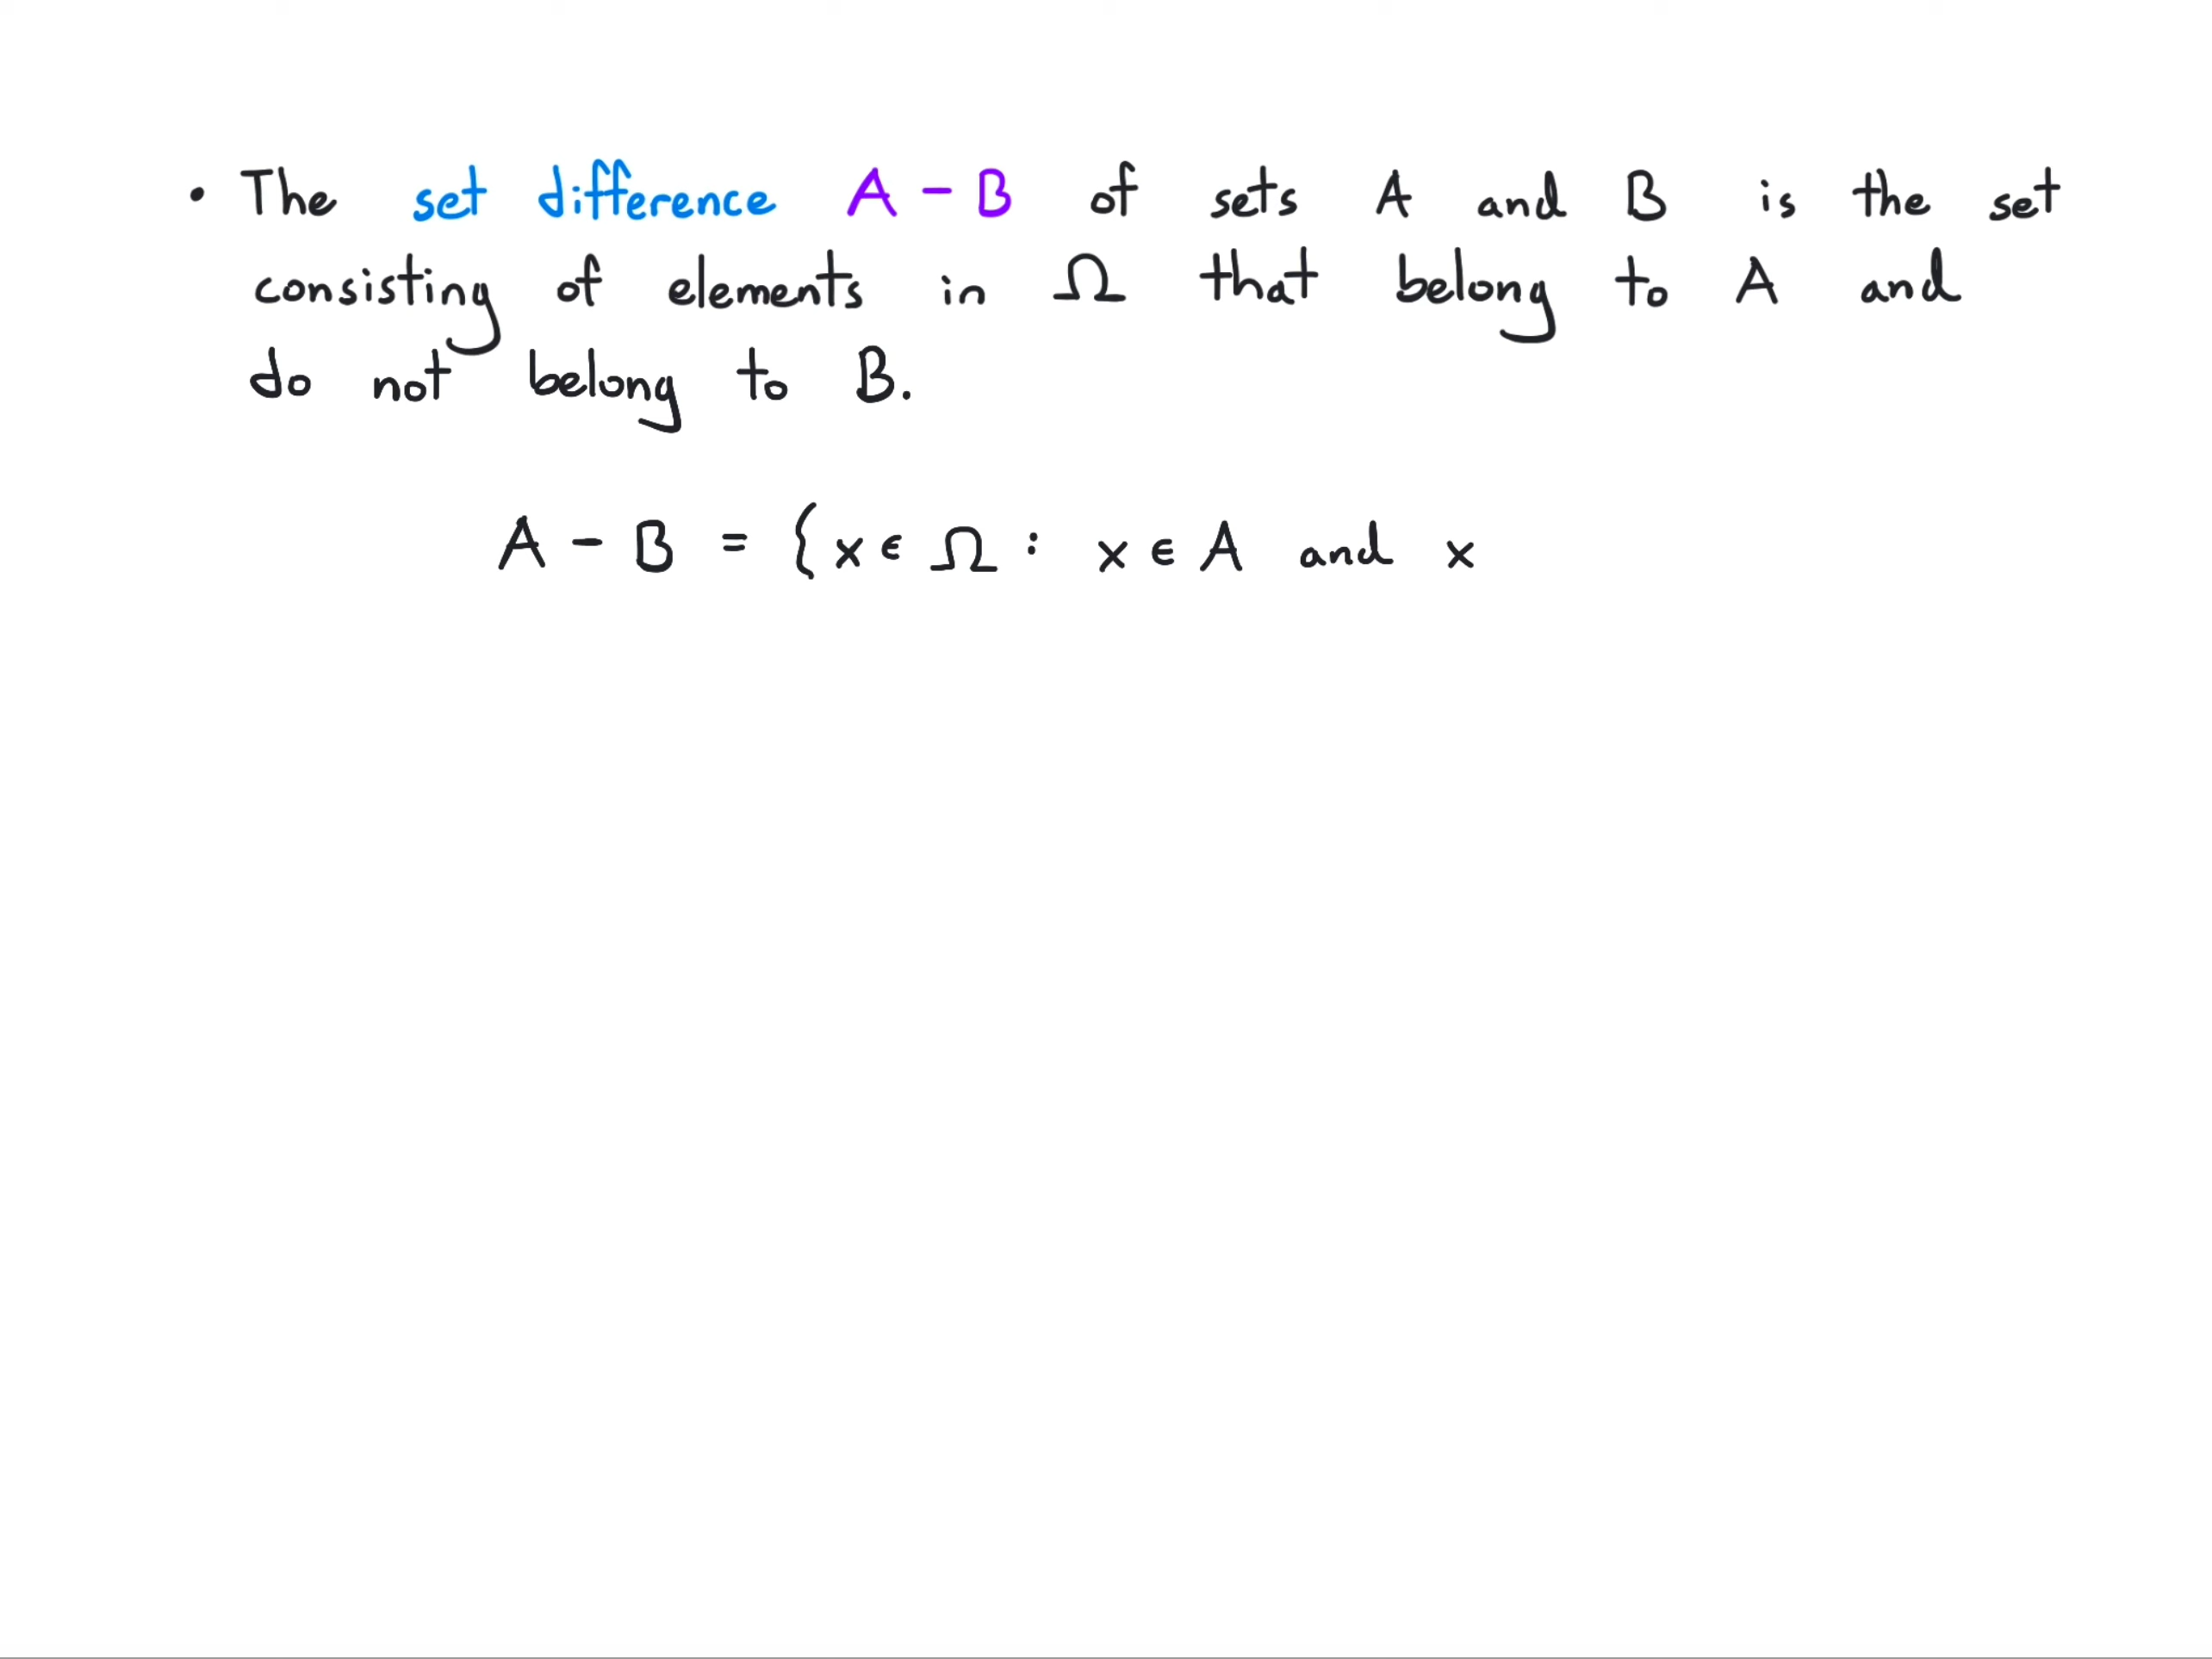 • The set difference A - B of sets A and B is the set
consisting of elements in Ω that belong to A and
do not belong to B.
A - B = {x ∈ Ω : x ∈ A and x